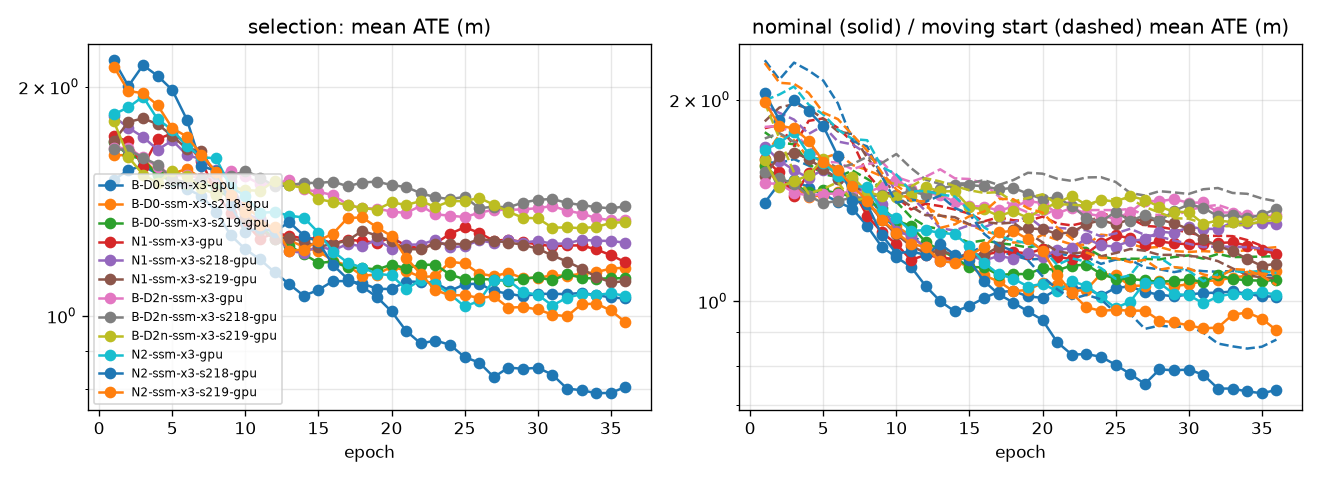 selection: mean ATE (m)
2 × 10⁰
10⁰
B-D0-ssm-x3-gpu
B-D0-ssm-x3-s218-gpu
B-D0-ssm-x3-s219-gpu
N1-ssm-x3-gpu
N1-ssm-x3-s218-gpu
N1-ssm-x3-s219-gpu
B-D2n-ssm-x3-gpu
B-D2n-ssm-x3-s218-gpu
B-D2n-ssm-x3-s219-gpu
N2-ssm-x3-gpu
N2-ssm-x3-s218-gpu
N2-ssm-x3-s219-gpu
0 5 10 15 20 25 30 35
epoch
nominal (solid) / moving start (dashed) mean ATE (m)
2 × 10⁰
10⁰
0 5 10 15 20 25 30 35
epoch